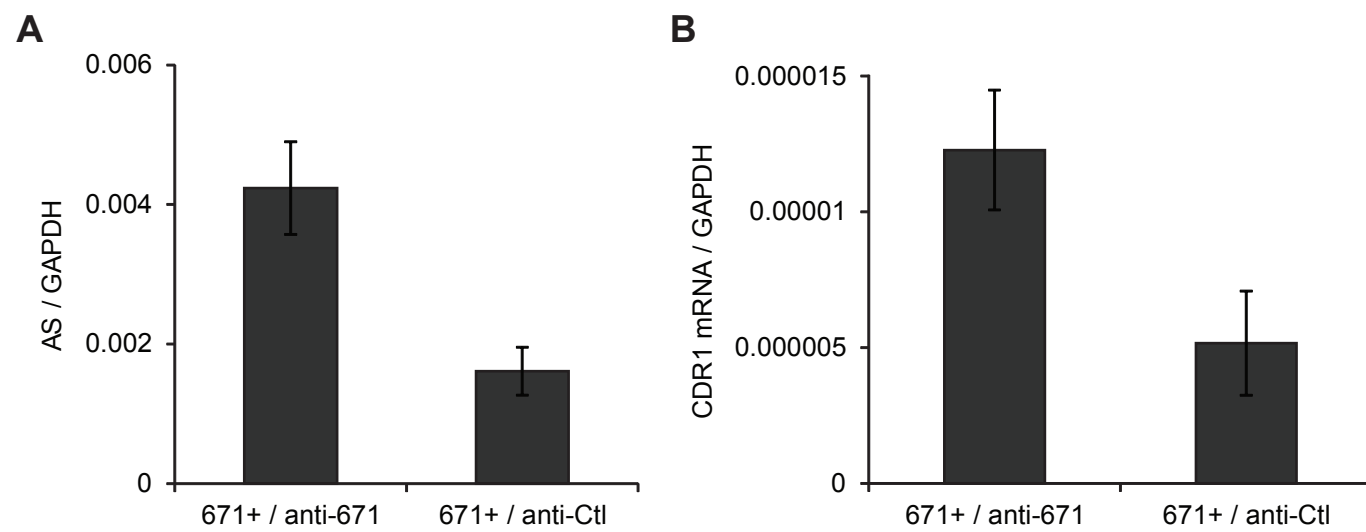 A
AS / GAPDH
0.006
0.004
0.002
0
671+ / anti-671
671+ / anti-Ctl
B
CDR1 mRNA / GAPDH
0.000015
0.00001
0.000005
0
671+ / anti-671
671+ / anti-Ctl